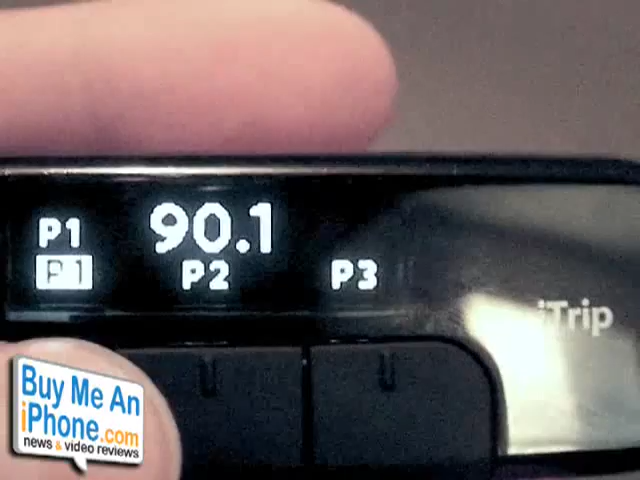 P1 90.1
P1 P2 P3
iTrip
Buy Me An
iPhone.com
news & video reviews